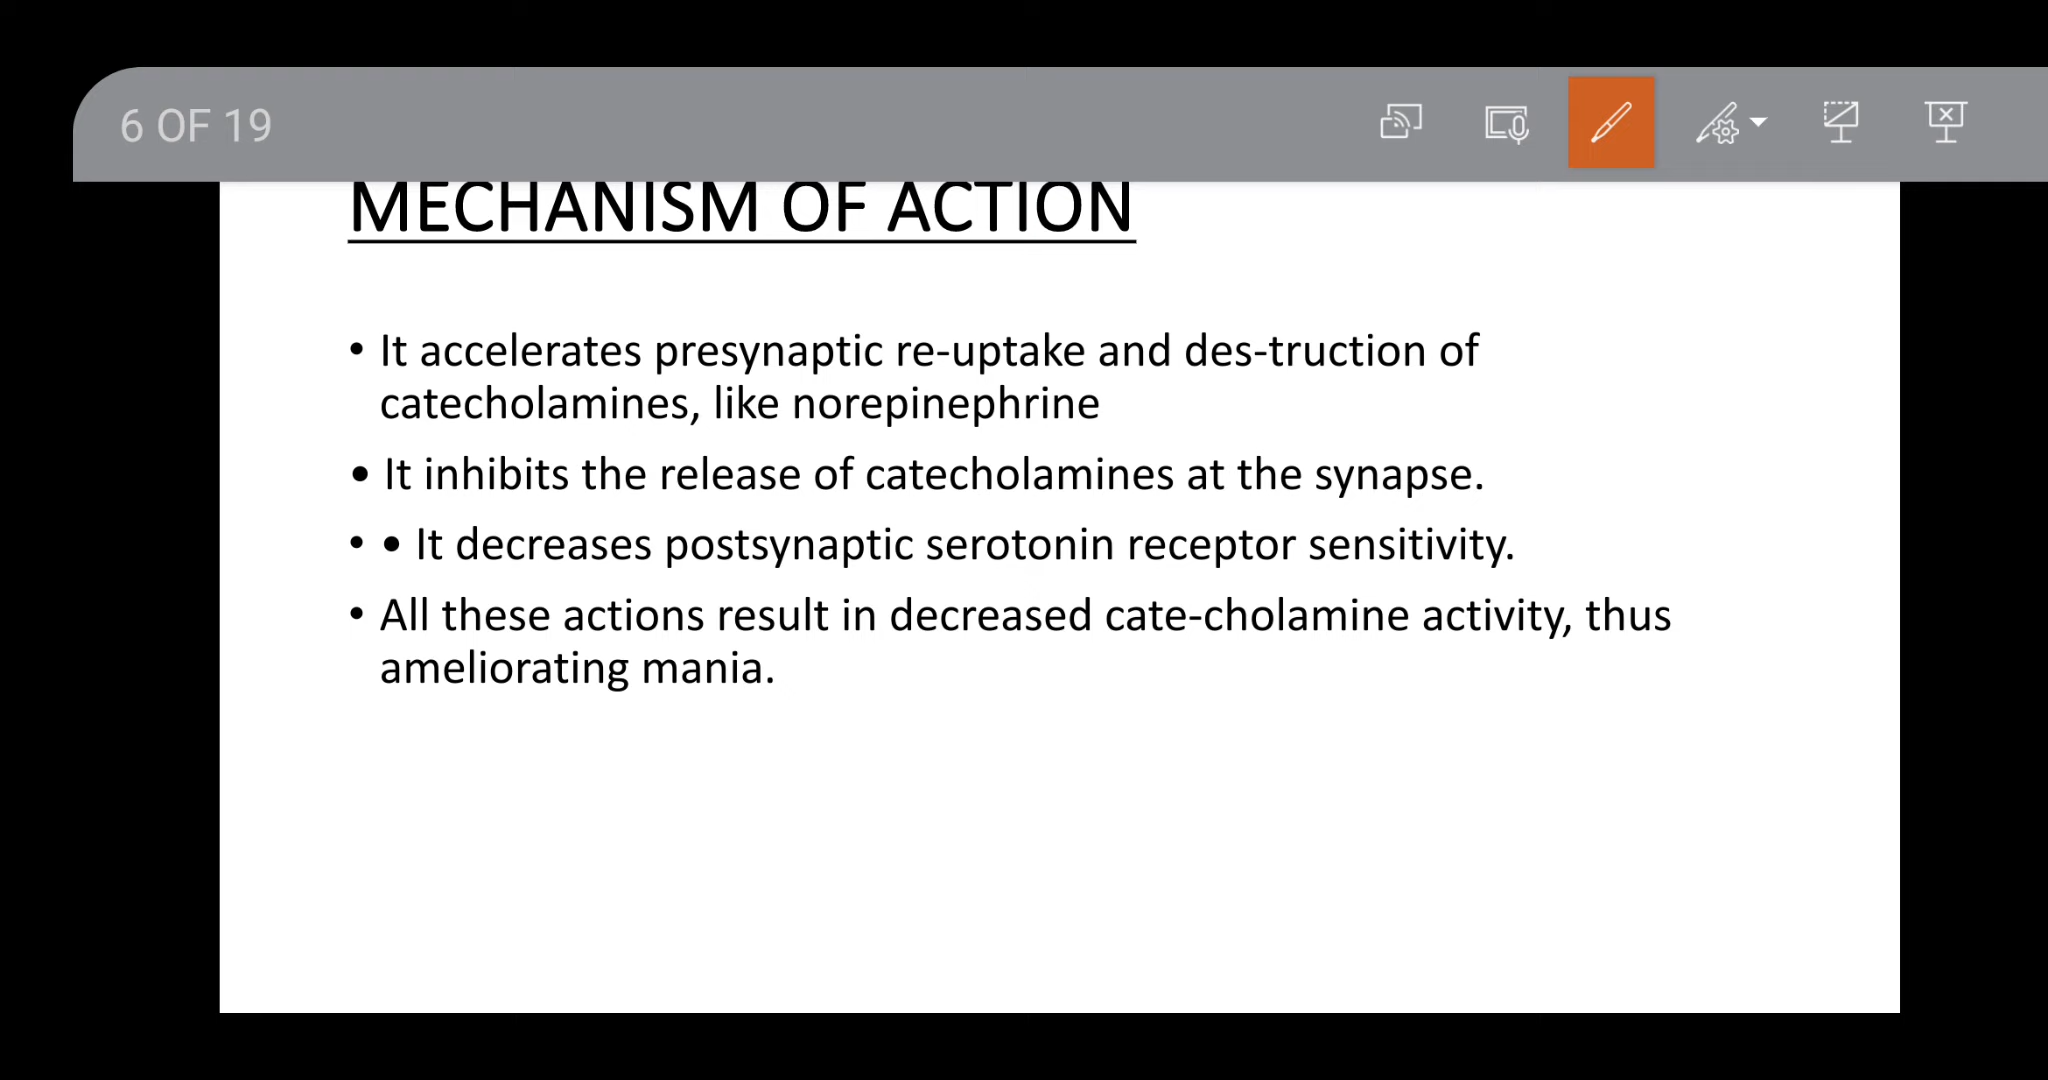 6 OF 19
MECHANISM OF ACTION
• It accelerates presynaptic re-uptake and des-truction of
catecholamines, like norepinephrine
• It inhibits the release of catecholamines at the synapse.
• • It decreases postsynaptic serotonin receptor sensitivity.
• All these actions result in decreased cate-cholamine activity, thus
ameliorating mania.